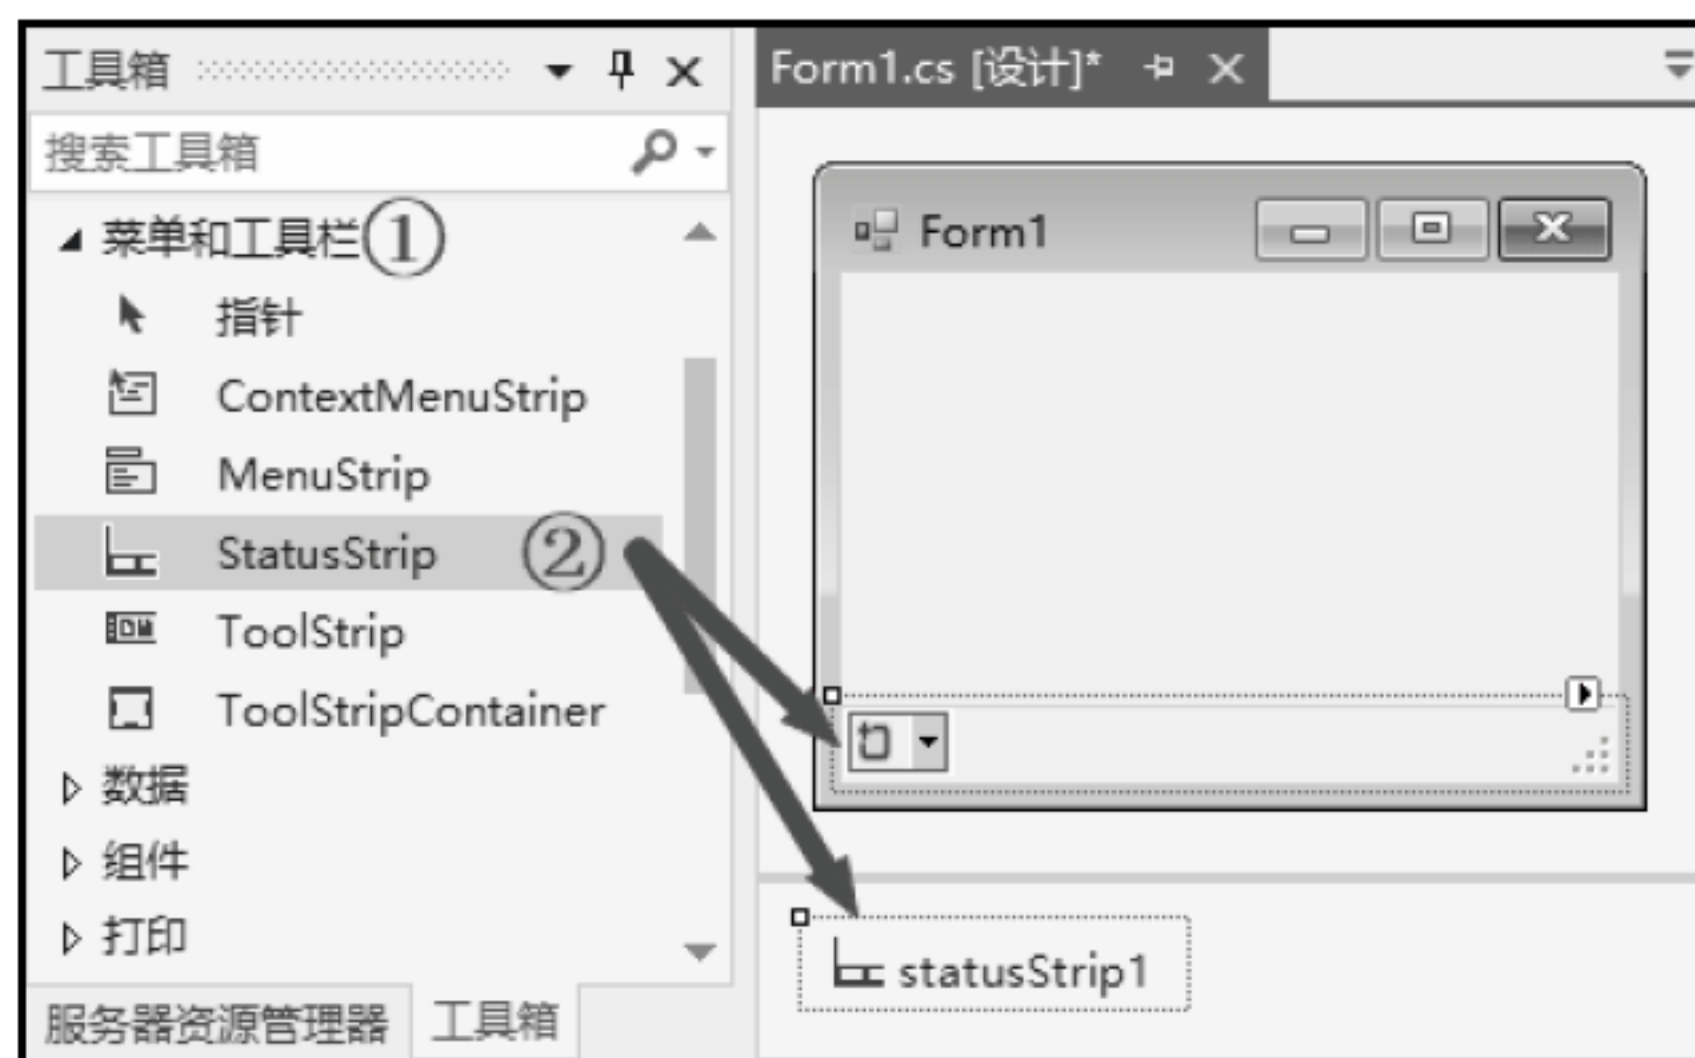 工具箱
搜索工具箱
菜单和工具栏①
指针
ContextMenuStrip
MenuStrip
StatusStrip ②
ToolStrip
ToolStripContainer
数据
组件
打印
服务器资源管理器 工具箱
Form1.cs [设计]*
Form1
statusStrip1